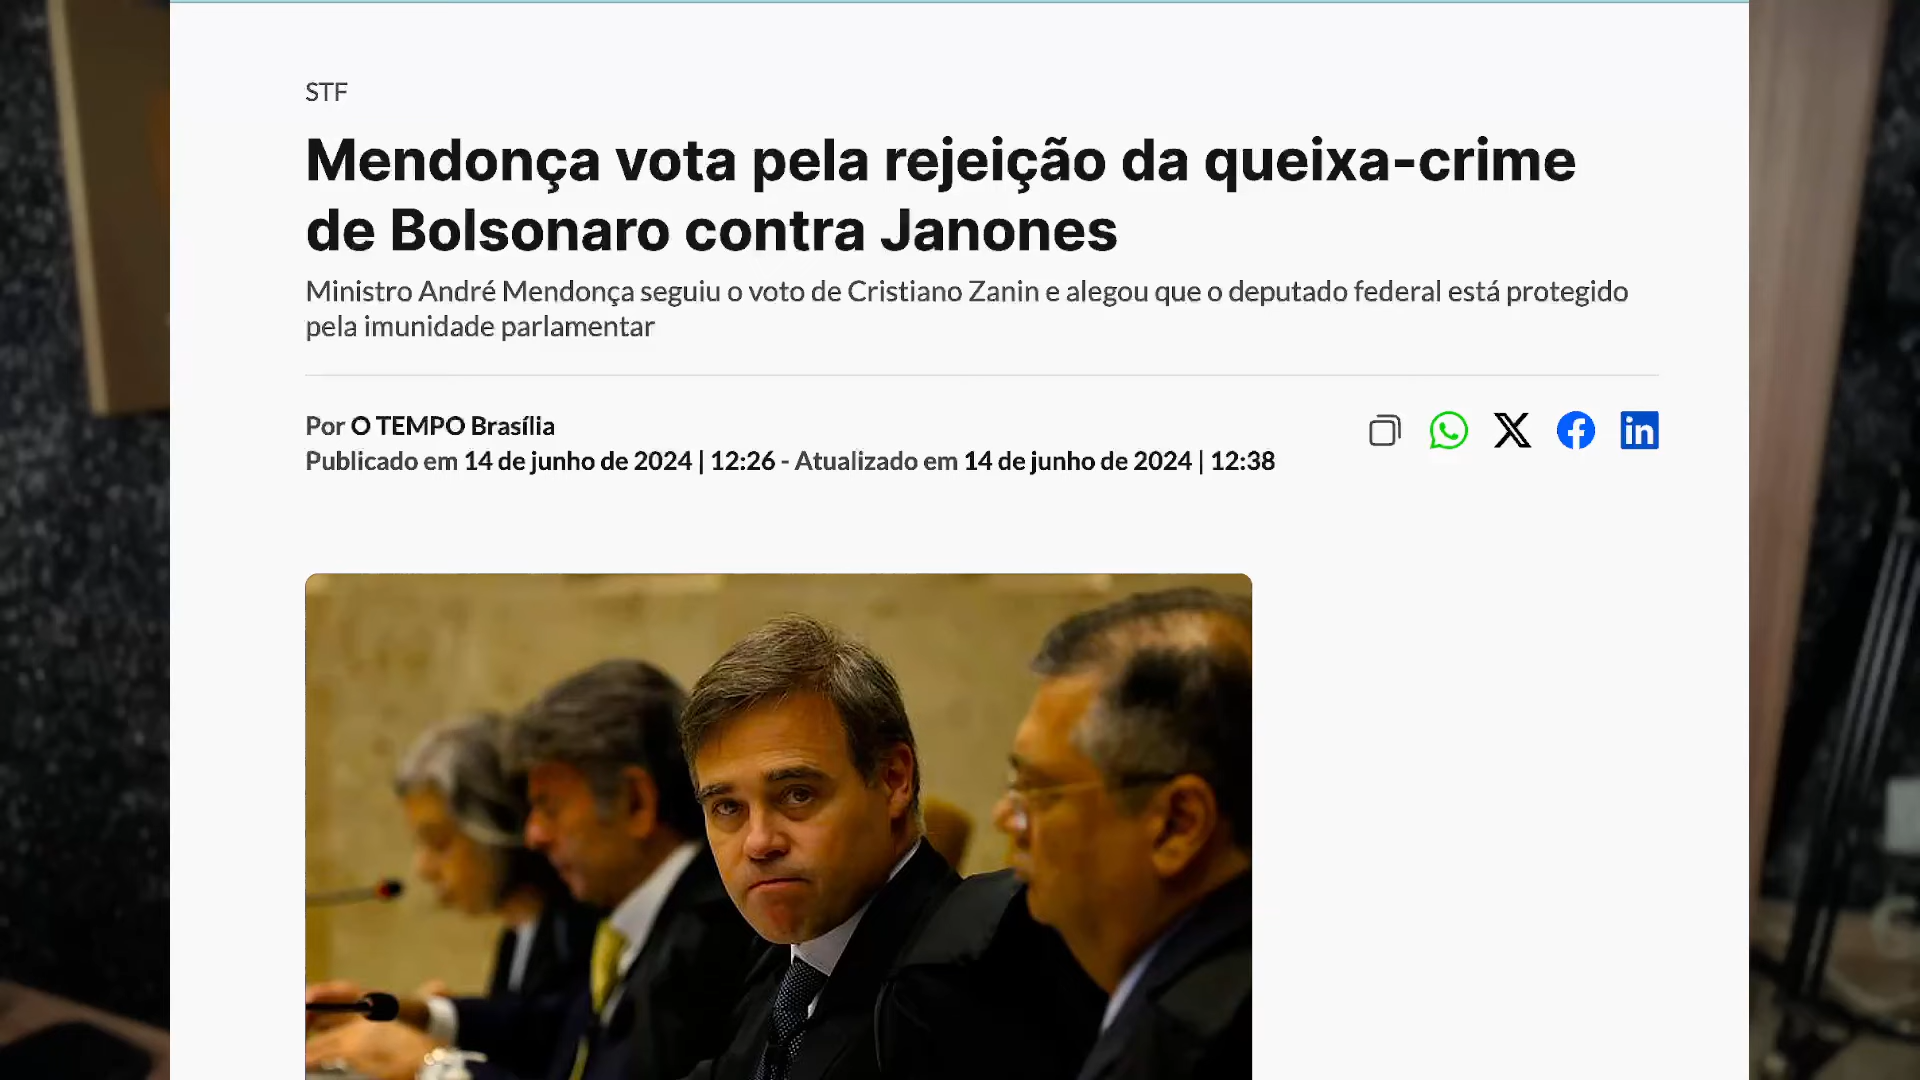 STF
Mendonça vota pela rejeição da queixa-crime
de Bolsonaro contra Janones
Ministro André Mendonça seguiu o voto de Cristiano Zanin e alegou que o deputado federal está protegido
pela imunidade parlamentar
Por O TEMPO Brasília
Publicado em 14 de junho de 2024 | 12:26 - Atualizado em 14 de junho de 2024 | 12:38